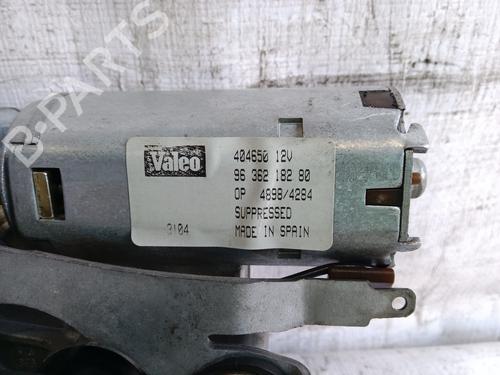 B-PARTS
Valeo
404650 12V
96 362 182 80
OP 4898/4284
SUPPRESSED
3104 MADE IN SPAIN